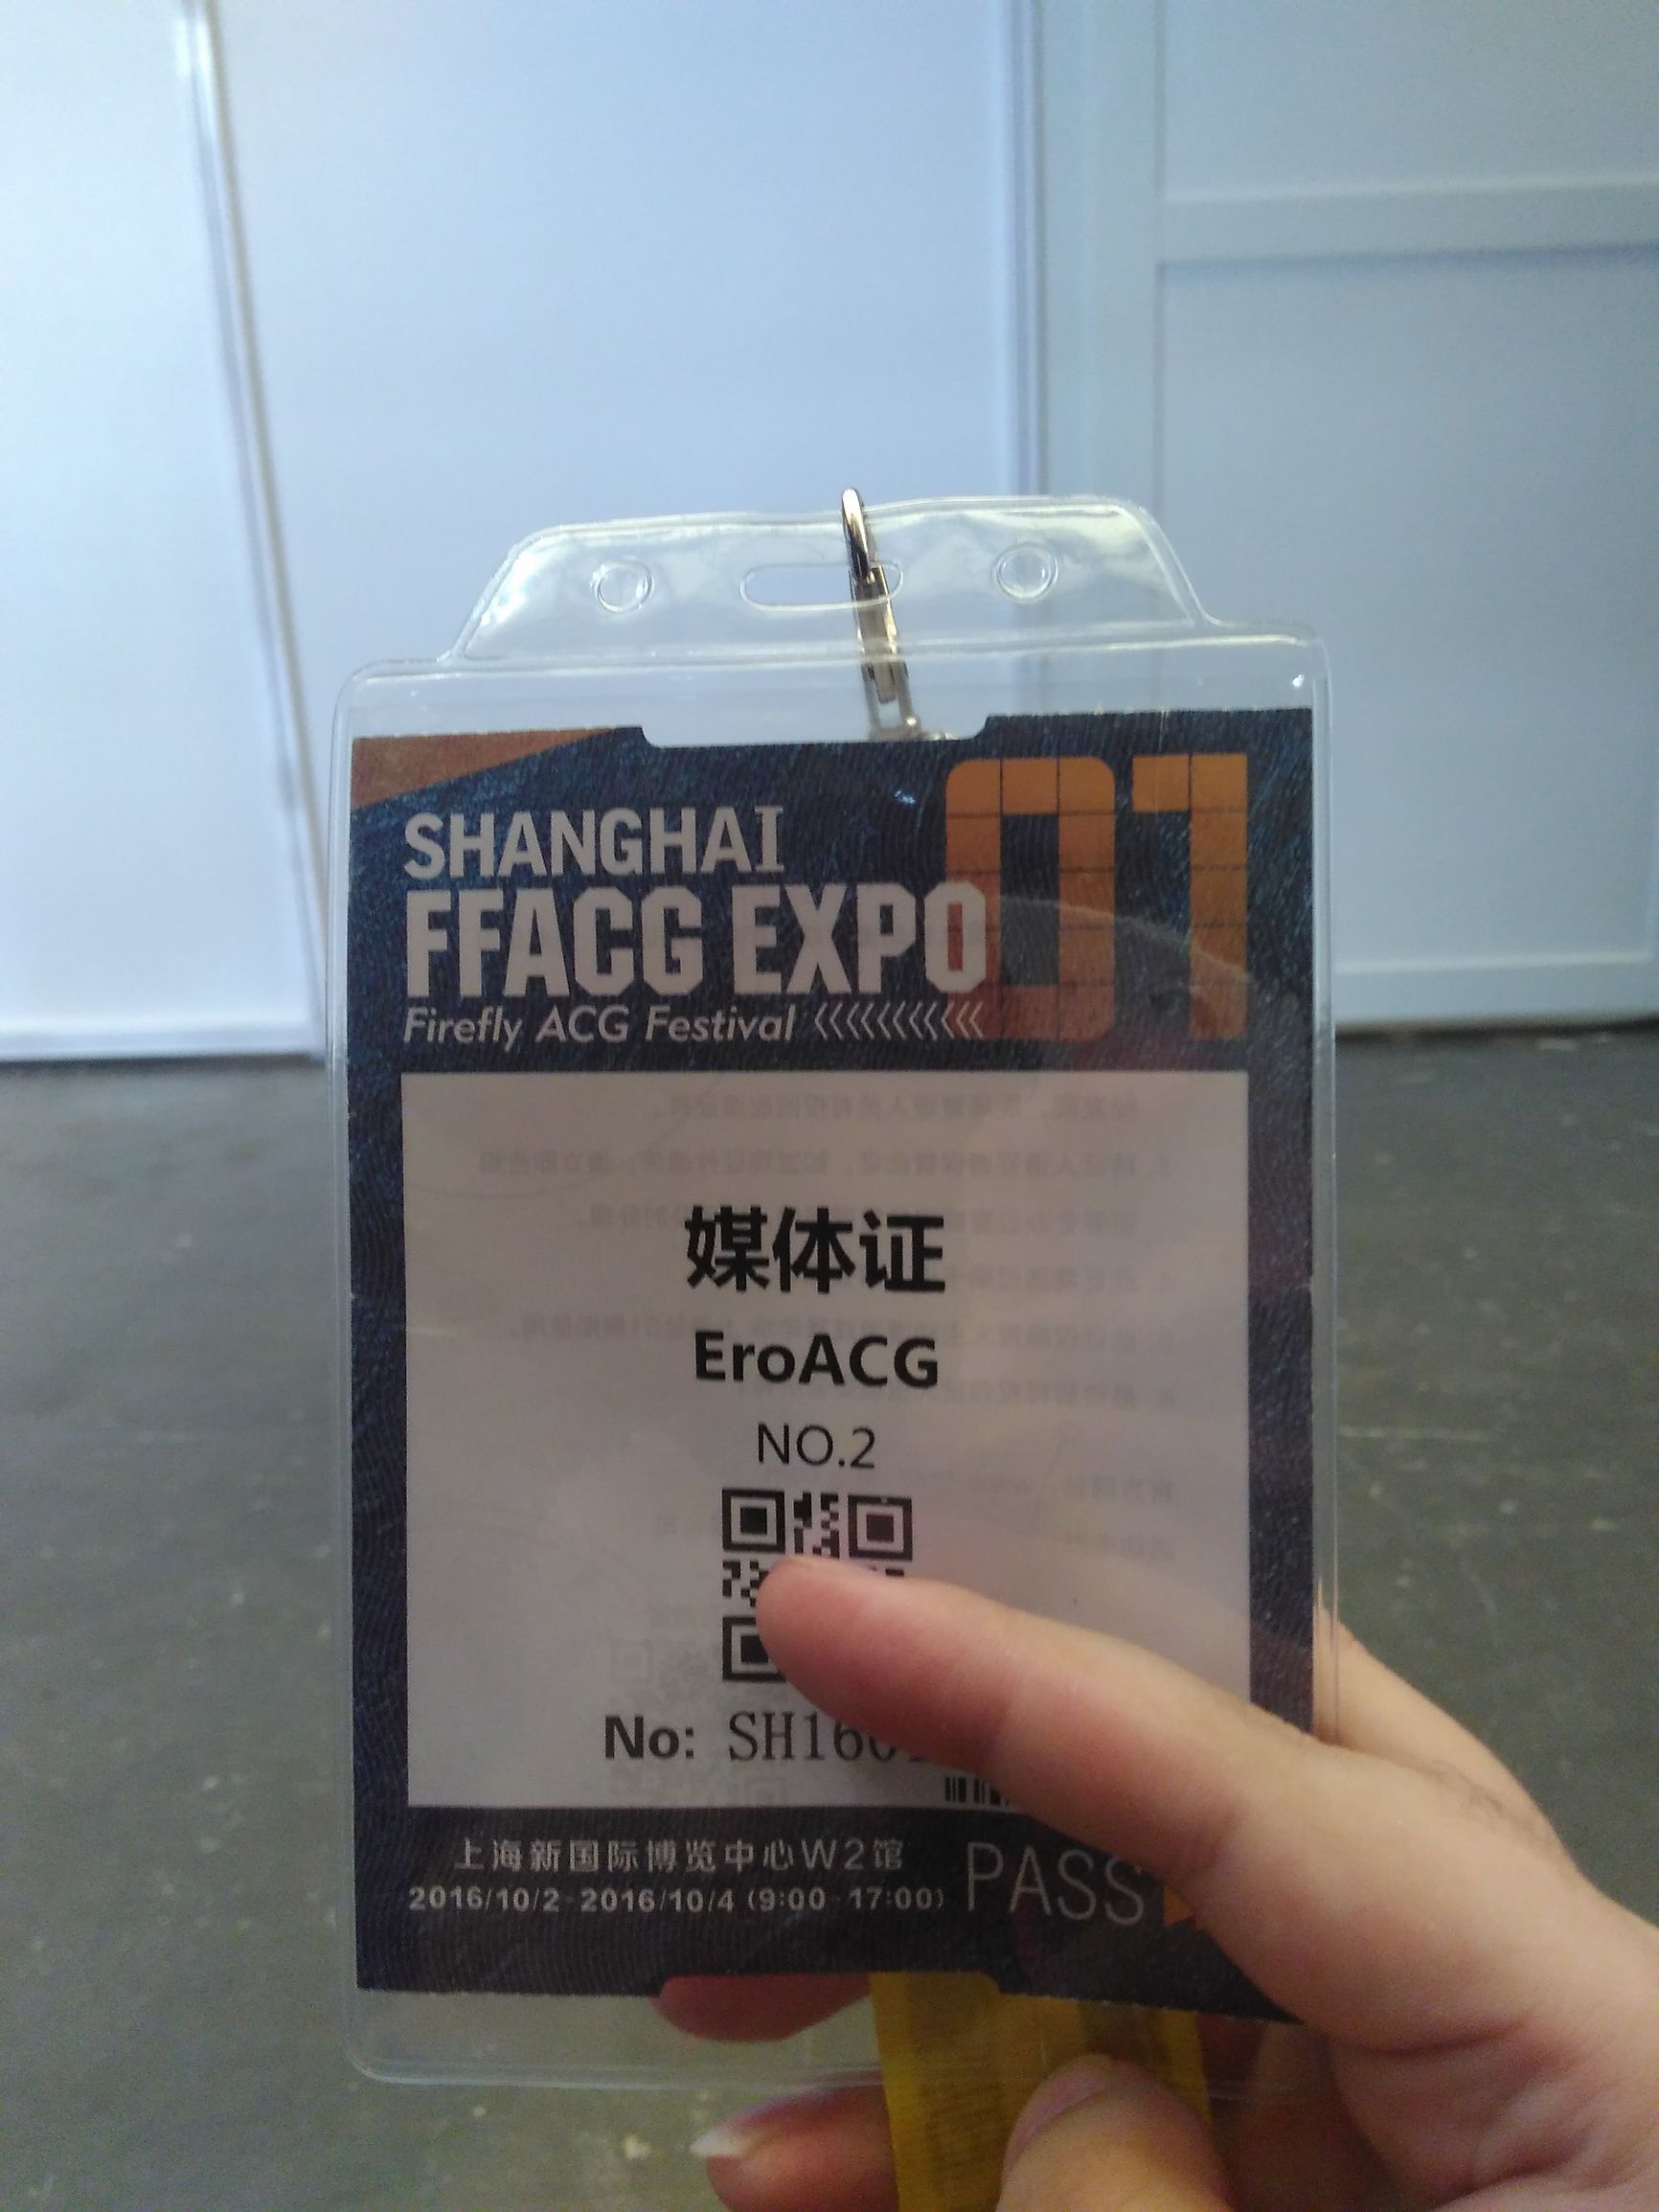 SHANGHAI
01
FFACG EXPO
Firefly ACG Festival
媒体证
EroACG
NO.2
No: SH160
上海新国际博览中心W2馆
2016/10/2-2016/10/4 (9:00-17:00)
PASS